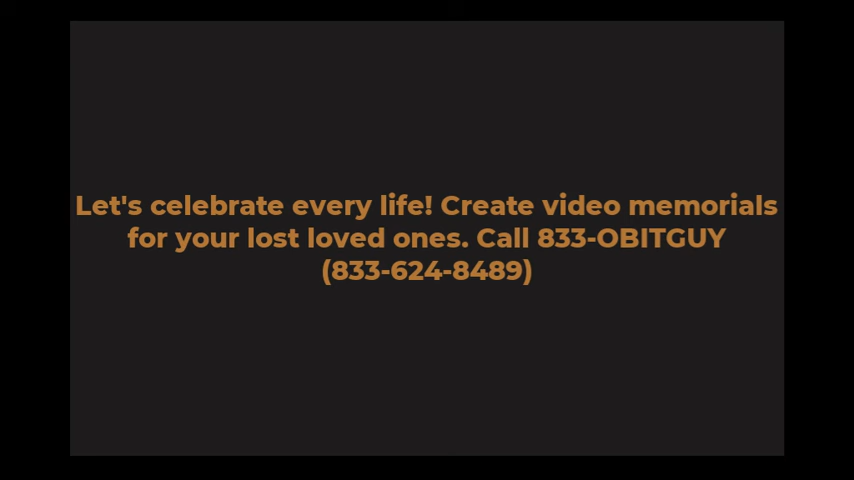 Let's celebrate every life! Create video memorials
for your lost loved ones. Call 833-OBITGUY
(833-624-8489)